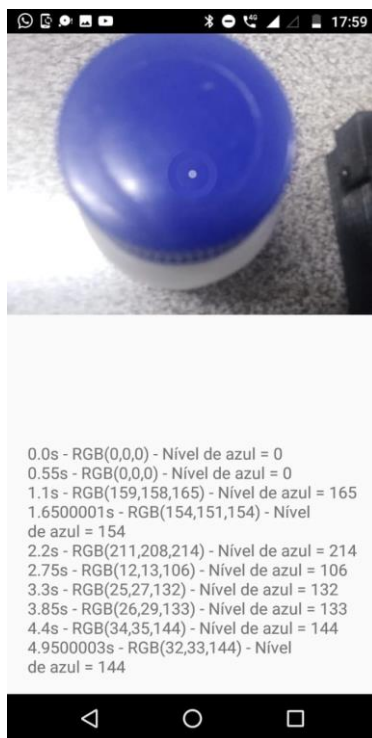 4G
17:59
0.0s - RGB(0,0,0) - Nível de azul = 0
0.55s - RGB(0,0,0) - Nível de azul = 0
1.1s - RGB(159,158,165) - Nível de azul = 165
1.6500001s - RGB(154,151,154) - Nível
de azul = 154
2.2s - RGB(211,208,214) - Nível de azul = 214
2.75s - RGB(12,13,106) - Nível de azul = 106
3.3s - RGB(25,27,132) - Nível de azul = 132
3.85s - RGB(26,29,133) - Nível de azul = 133
4.4s - RGB(34,35,144) - Nível de azul = 144
4.9500003s - RGB(32,33,144) - Nível
de azul = 144